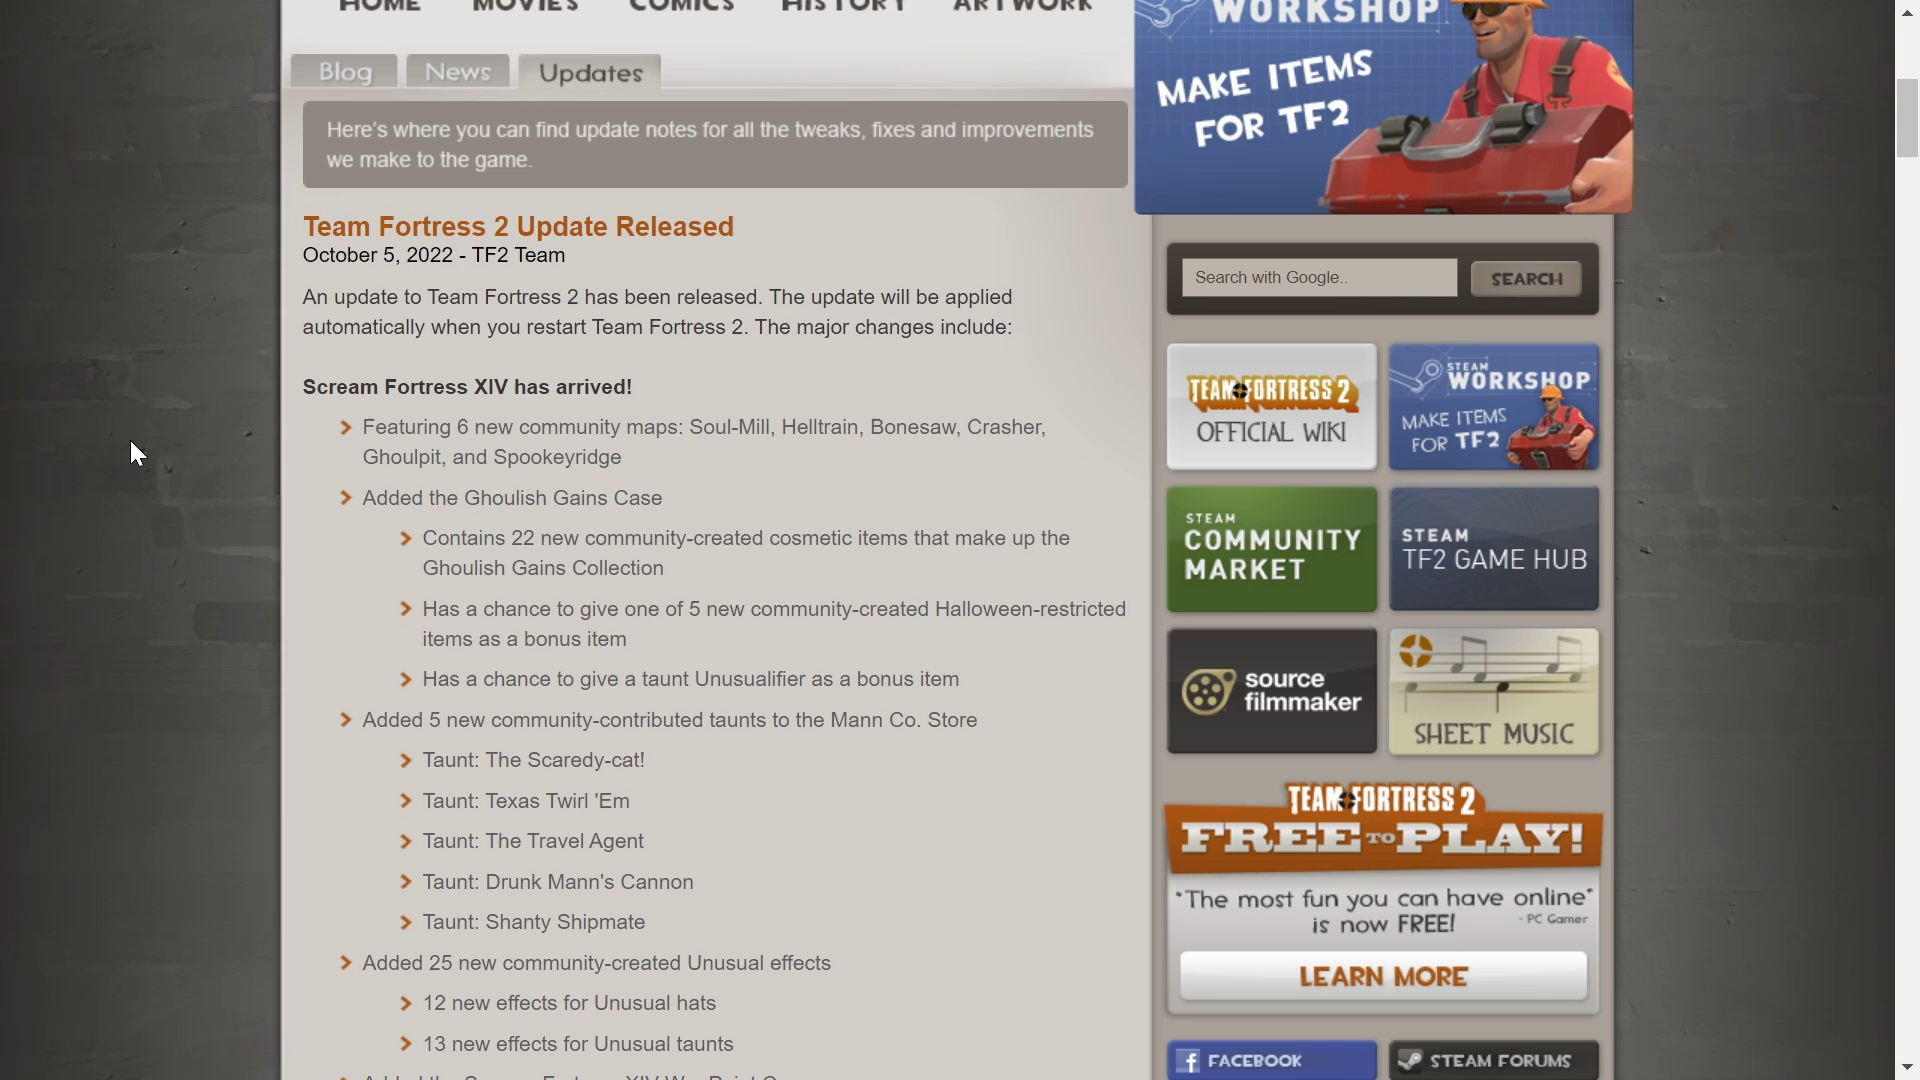 HOME MOVIES COMICS HISTORY ARTWORK
WORKSHOP
MAKE ITEMS
FOR TF2
Blog News Updates
Here's where you can find update notes for all the tweaks, fixes and improvements
we make to the game.
Team Fortress 2 Update Released
October 5, 2022 - TF2 Team
An update to Team Fortress 2 has been released. The update will be applied
automatically when you restart Team Fortress 2. The major changes include:
Scream Fortress XIV has arrived!
Featuring 6 new community maps: Soul-Mill, Helltrain, Bonesaw, Crasher,
Ghoulpit, and Spookeyridge
Added the Ghoulish Gains Case
Contains 22 new community-created cosmetic items that make up the
Ghoulish Gains Collection
Has a chance to give one of 5 new community-created Halloween-restricted
items as a bonus item
Has a chance to give a taunt Unusualifier as a bonus item
Added 5 new community-contributed taunts to the Mann Co. Store
Taunt: The Scaredy-cat!
Taunt: Texas Twirl 'Em
Taunt: The Travel Agent
Taunt: Drunk Mann's Cannon
Taunt: Shanty Shipmate
Added 25 new community-created Unusual effects
12 new effects for Unusual hats
13 new effects for Unusual taunts
Search with Google..
SEARCH
TEAM FORTRESS 2
OFFICIAL WIKI
STEAM
WORKSHOP
MAKE ITEMS
FOR TF2
STEAM
COMMUNITY
MARKET
STEAM
TF2 GAME HUB
source
filmmaker
SHEET MUSIC
TEAM FORTRESS 2
FREE TO PLAY!
"The most fun you can have online"
is now FREE! - PC Gamer
LEARN MORE
FACEBOOK
STEAM FORUMS